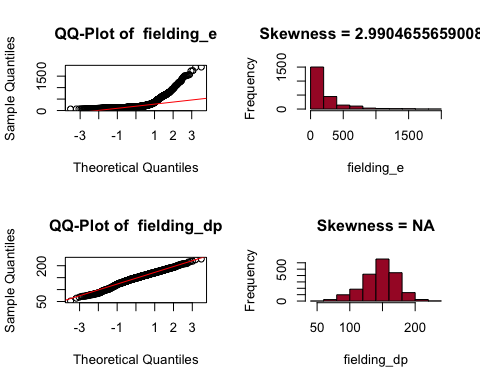 QQ-Plot of  fielding_e
Sample Quantiles
0
1500
-3
-1
1
2
3
Theoretical Quantiles
Skewness = 2.9904655659008
Frequency
0
1500
0
500
1500
fielding_e
QQ-Plot of  fielding_dp
Sample Quantiles
50
200
-3
-1
1
2
3
Theoretical Quantiles
Skewness = NA
Frequency
0
500
50
100
200
fielding_dp